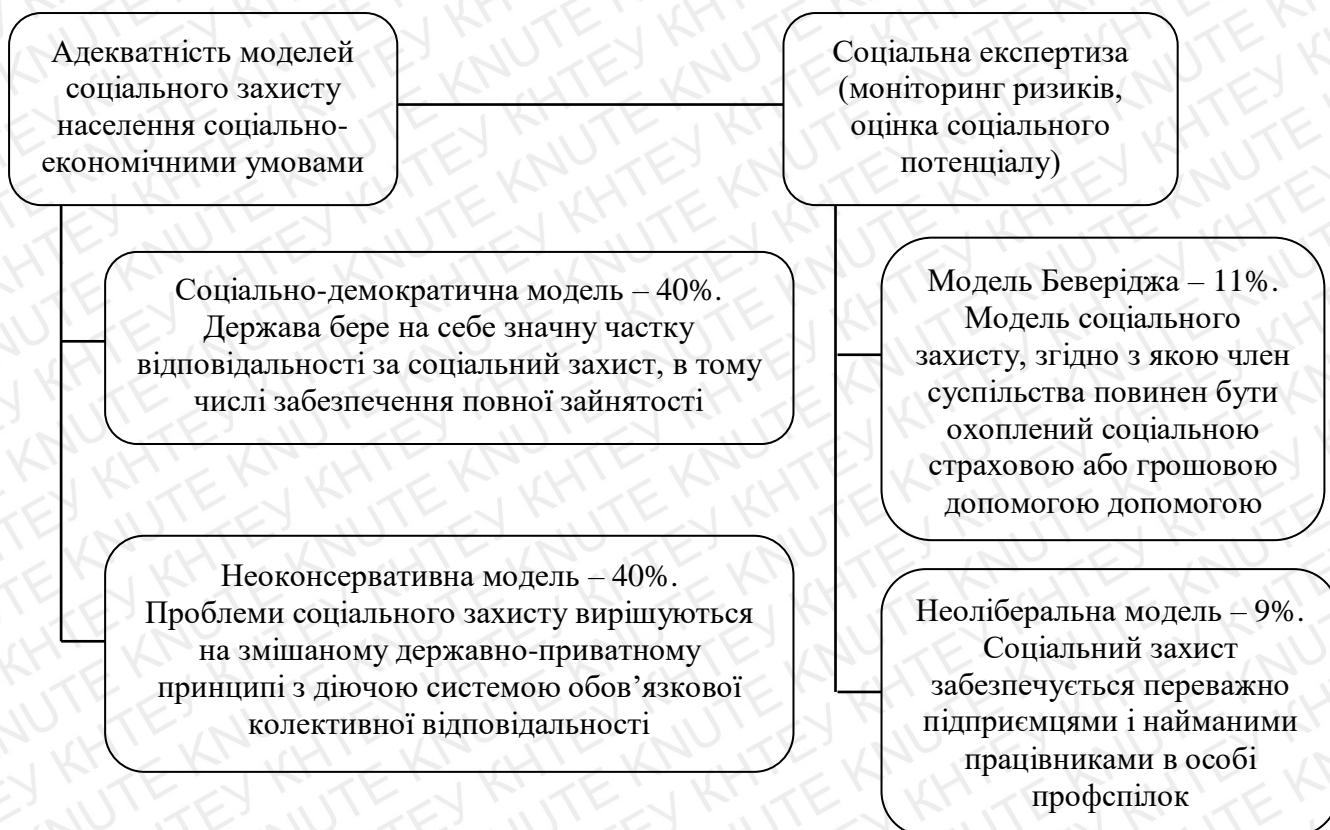 Адекватність моделей
соціального захисту
населення соціально-
економічними умовами
Соціальна експертиза
(моніторинг ризиків,
оцінка соціального
потенціалу)
Соціально-демократична модель – 40%.
Держава бере на себе значну частку
відповідальності за соціальний захист, в тому
числі забезпечення повної зайнятості
Неоконсервативна модель – 40%.
Проблеми соціального захисту вирішуються
на змішаному державно-приватному
принципі з діючою системою обов’язкової
колективної відповідальності
Модель Беверіджа – 11%.
Модель соціального
захисту, згідно з якою член
суспільства повинен бути
охоплений соціальною
страховою або грошовою
допомогою допомогою
Неоліберальна модель – 9%.
Соціальний захист
забезпечується переважно
підприємцями і найманими
працівниками в особі
профспілок